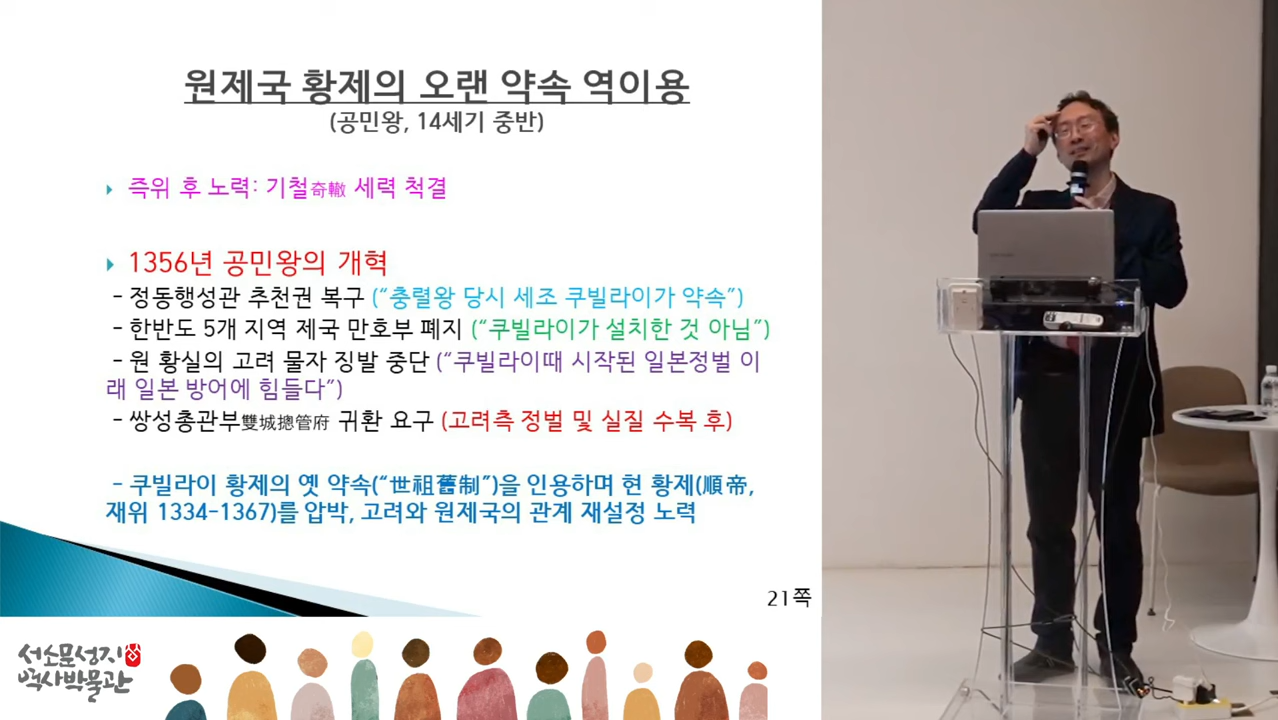 원제국 황제의 오랜 약속 역이용
(공민왕, 14세기 중반)
즉위 후 노력: 기철奇轍 세력 척결
1356년 공민왕의 개혁
- 정동행성관 추천권 복구 (“충렬왕 당시 세조 쿠빌라이가 약속”)
- 한반도 5개 지역 제국 만호부 폐지 (“쿠빌라이가 설치한 것 아님”)
- 원 황실의 고려 물자 징발 중단 (“쿠빌라이때 시작된 일본정벌 이
래 일본 방어에 힘들다”)
- 쌍성총관부雙城摠管府 귀환 요구 (고려측 정벌 및 실질 수복 후)
- 쿠빌라이 황제의 옛 약속(“世祖舊制”)을 인용하며 현 황제(順帝,
재위 1334-1367)를 압박, 고려와 원제국의 관계 재설정 노력
21쪽
서소문성지
역사박물관